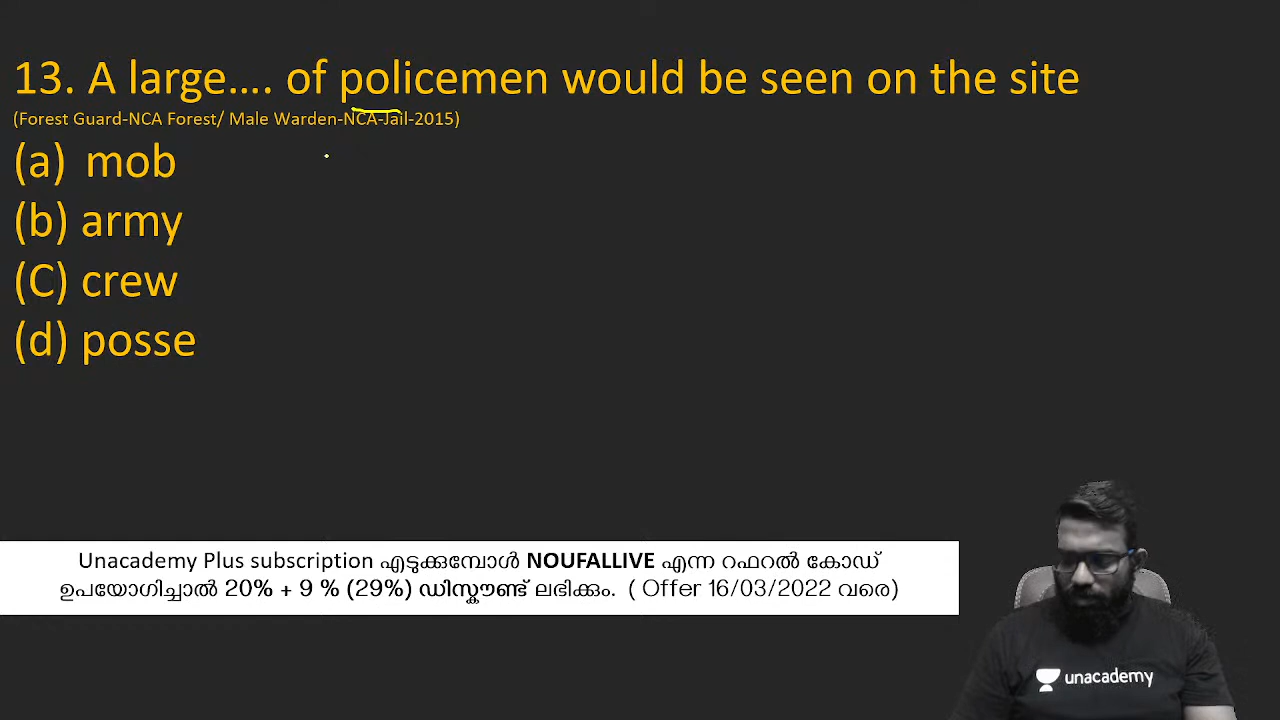 13. A large.... of policemen would be seen on the site
(Forest Guard-NCA Forest/ Male Warden-NCA-Jail-2015)
(a) mob
(b) army
(C) crew
(d) posse
Unacademy Plus subscription എടുക്കുമ്പോൾ NOUFALLIVE എന്ന റഫറൽ കോഡ്
ഉപയോഗിച്ചാൽ 20% + 9 % (29%) ഡിസ്കൗണ്ട് ലഭിക്കും. ( Offer 16/03/2022 വരെ)
unacademy